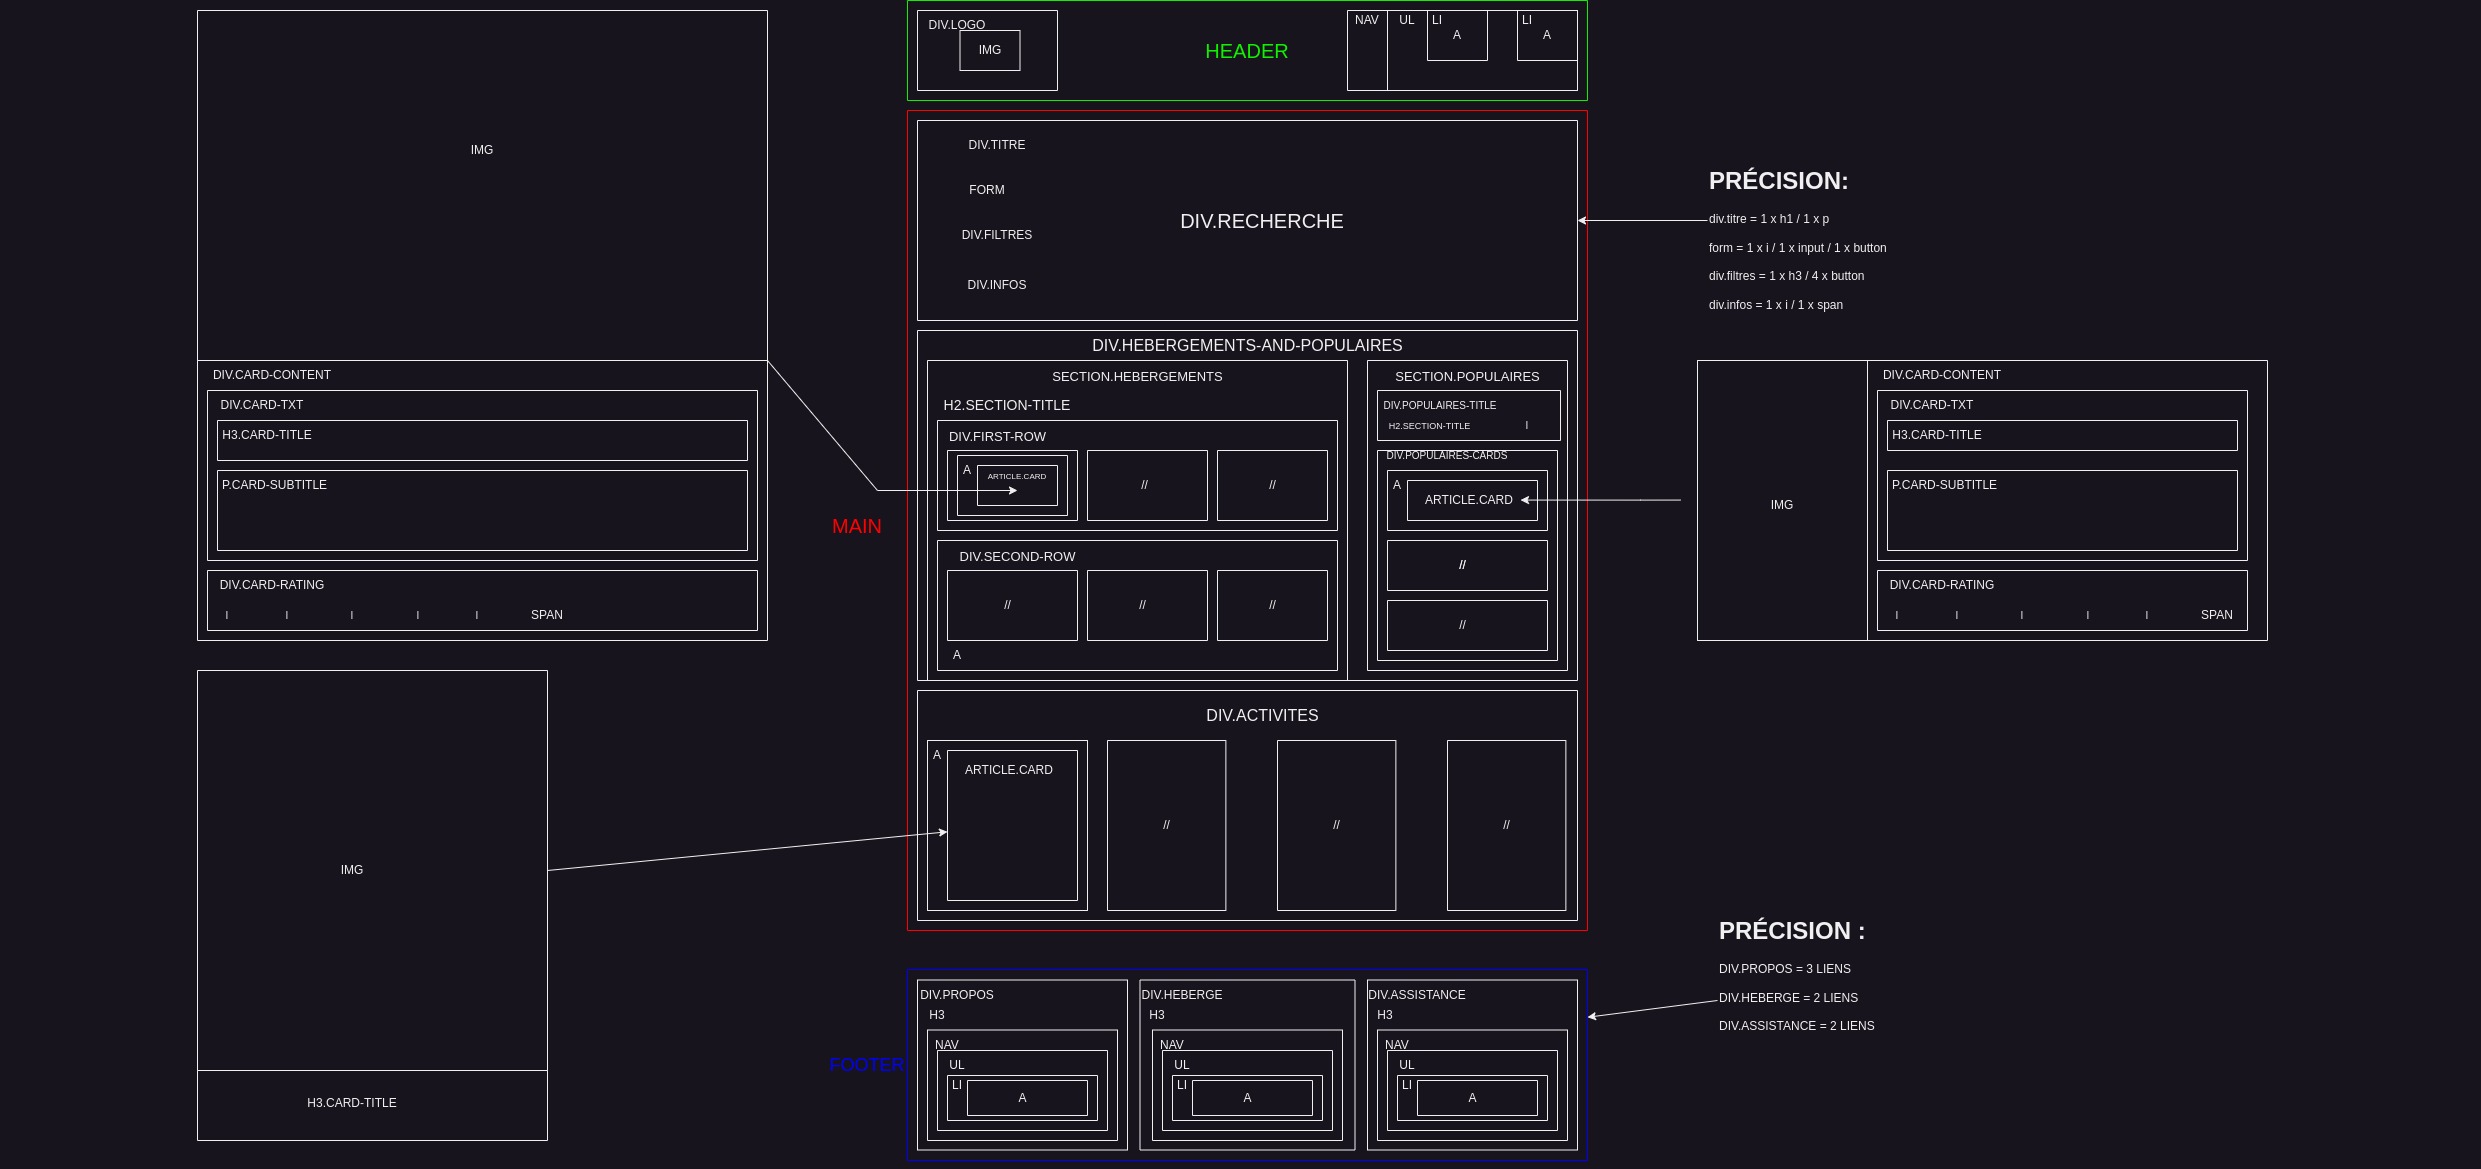 DIV.LOGO
IMG
HEADER
NAV
UL
LI
A
LI
A
IMG
DIV.CARD-CONTENT
DIV.CARD-TXT
H3.CARD-TITLE
P.CARD-SUBTITLE
DIV.CARD-RATING
I I I I I SPAN
IMG
H3.CARD-TITLE
MAIN
DIV.TITRE
FORM
DIV.RECHERCHE
DIV.FILTRES
DIV.INFOS
DIV.HEBERGEMENTS-AND-POPULAIRES
SECTION.HEBERGEMENTS
H2.SECTION-TITLE
DIV.FIRST-ROW
A
ARTICLE.CARD
//
//
DIV.SECOND-ROW
//
//
//
A
SECTION.POPULAIRES
DIV.POPULAIRES-TITLE
H2.SECTION-TITLE I
DIV.POPULAIRES-CARDS
A
ARTICLE.CARD
//
//
DIV.ACTIVITES
A
ARTICLE.CARD
//
//
//
PRÉCISION:
div.titre = 1 x h1 / 1 x p
form = 1 x i / 1 x input / 1 x button
div.filtres = 1 x h3 / 4 x button
div.infos = 1 x i / 1 x span
IMG
DIV.CARD-CONTENT
DIV.CARD-TXT
H3.CARD-TITLE
P.CARD-SUBTITLE
DIV.CARD-RATING
I I I I I SPAN
FOOTER
DIV.PROPOS
H3
NAV
UL
LI
A
DIV.HEBERGE
H3
NAV
UL
LI
A
DIV.ASSISTANCE
H3
NAV
UL
LI
A
PRÉCISION :
DIV.PROPOS = 3 LIENS
DIV.HEBERGE = 2 LIENS
DIV.ASSISTANCE = 2 LIENS